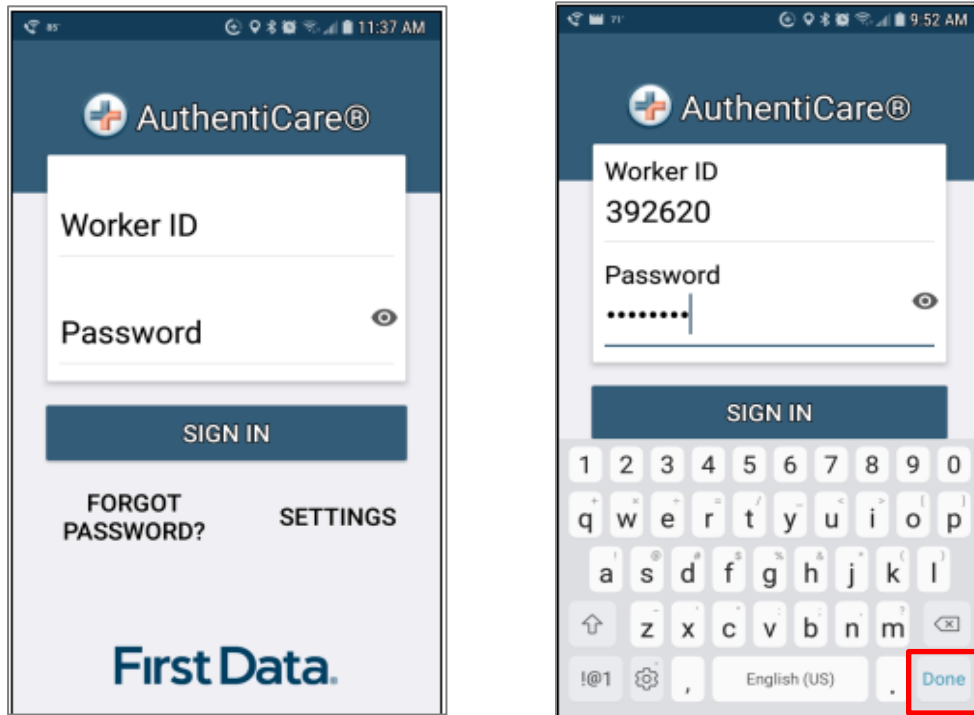 85°
11:37 AM
AuthentiCare®
Worker ID
Password
SIGN IN
FORGOT
PASSWORD?
SETTINGS
First Data.
71°
9:52 AM
AuthentiCare®
Worker ID
392620
Password
••••••••
SIGN IN
1 2 3 4 5 6 7 8 9 0
q w e r t y u i o p
a s d f g h j k l
z x c v b n m
!@1 , English (US) . Done